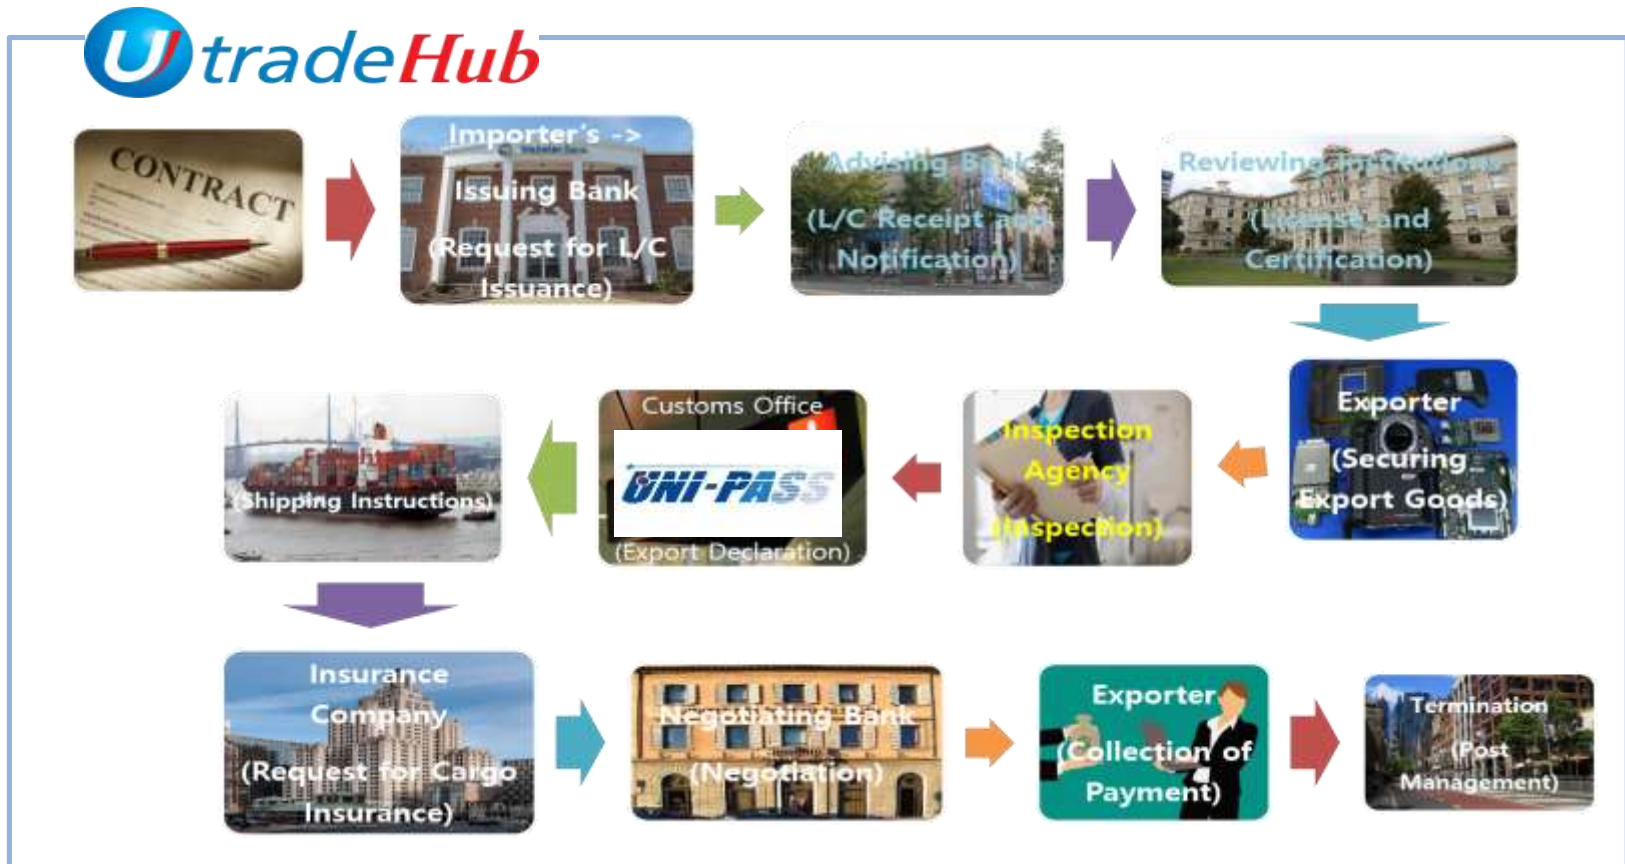 U tradeHub
CONTRACT
Importer's ->
Issuing Bank
(Request for L/C
Issuance)
Advising Bank
(L/C Receipt and
Notification)
Reviewing Institutions
(License and
Certification)
Exporter
(Securing
Export Goods)
Inspection
Agency
(Inspection)
Customs Office
UNI-PASS
(Export Declaration)
(Shipping Instructions)
Insurance
Company
(Request for Cargo
Insurance)
Negotiating Bank
(Negotiation)
Exporter
(Collection of
Payment)
Termination
(Post
Management)